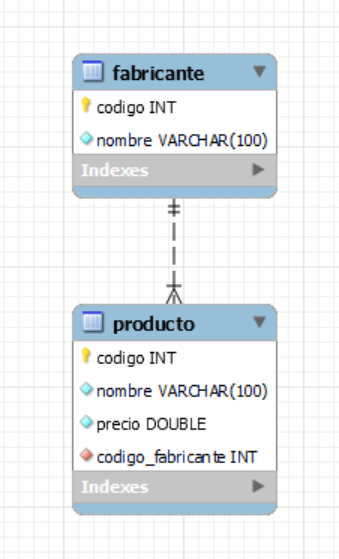 fabricante
codigo INT
nombre VARCHAR(100)
Indexes
producto
codigo INT
nombre VARCHAR(100)
precio DOUBLE
codigo_fabricante INT
Indexes